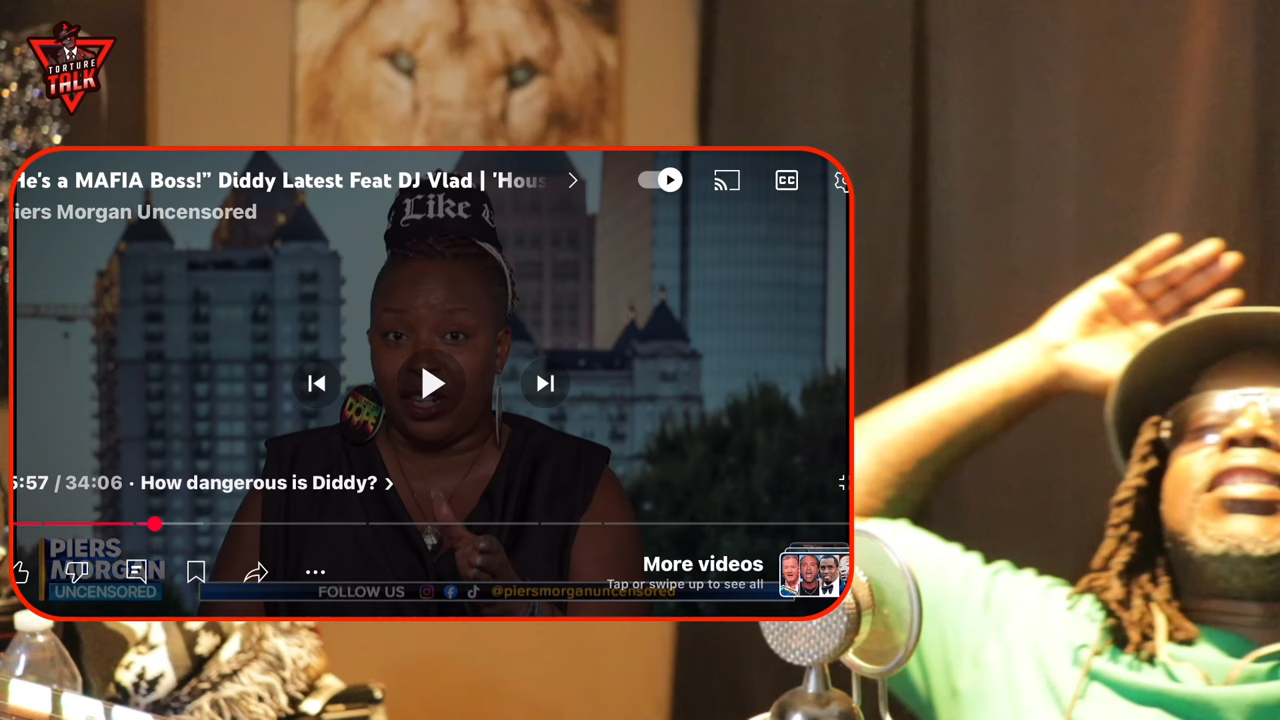 TORTURE
TALK
He's a MAFIA Boss!” Diddy Latest Feat DJ Vlad | 'Hous
iers Morgan Uncensored
CC
Like
DOPE
5:57 / 34:06 · How dangerous is Diddy? ›
PIERS
MORGAN
UNCENSORED
More videos
Tap or swipe up to see all
FOLLOW US
@piersmorganuncensored